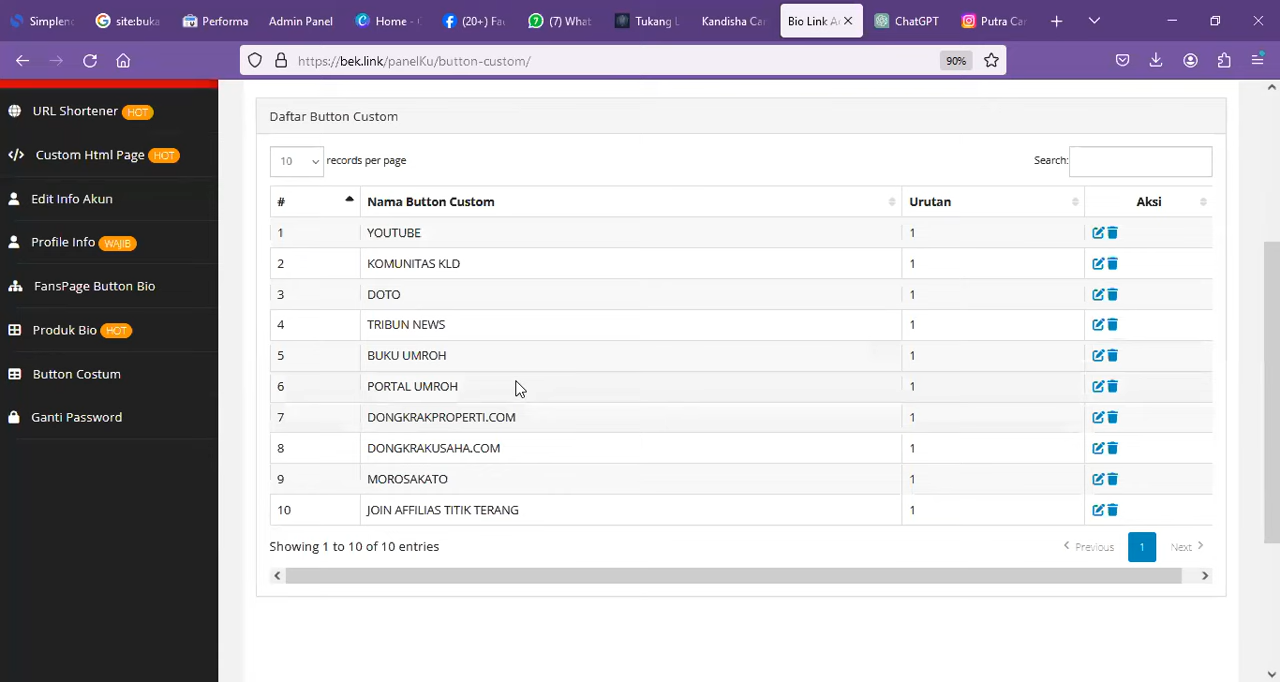 Simplen
site:buka
Performa
Admin Panel
Home -
(20+) Fa
(7) What
Tukang L
Kandisha Ca
Bio Link A
ChatGPT
Putra Ca
https://bek.link/panelKu/button-custom/
90%
URL Shortener HOT
Custom Html Page HOT
Edit Info Akun
Profile Info WAJIB
FansPage Button Bio
Produk Bio HOT
Button Costum
Ganti Password
Daftar Button Custom
10 records per page
Search:
# Nama Button Custom Urutan Aksi
1 YOUTUBE 1
2 KOMUNITAS KLD 1
3 DOTO 1
4 TRIBUN NEWS 1
5 BUKU UMROH 1
6 PORTAL UMROH 1
7 DONGKRAKPROPERTI.COM 1
8 DONGKRAKUSAHA.COM 1
9 MOROSAKATO 1
10 JOIN AFFILIAS TITIK TERANG 1
Showing 1 to 10 of 10 entries
Previous 1 Next